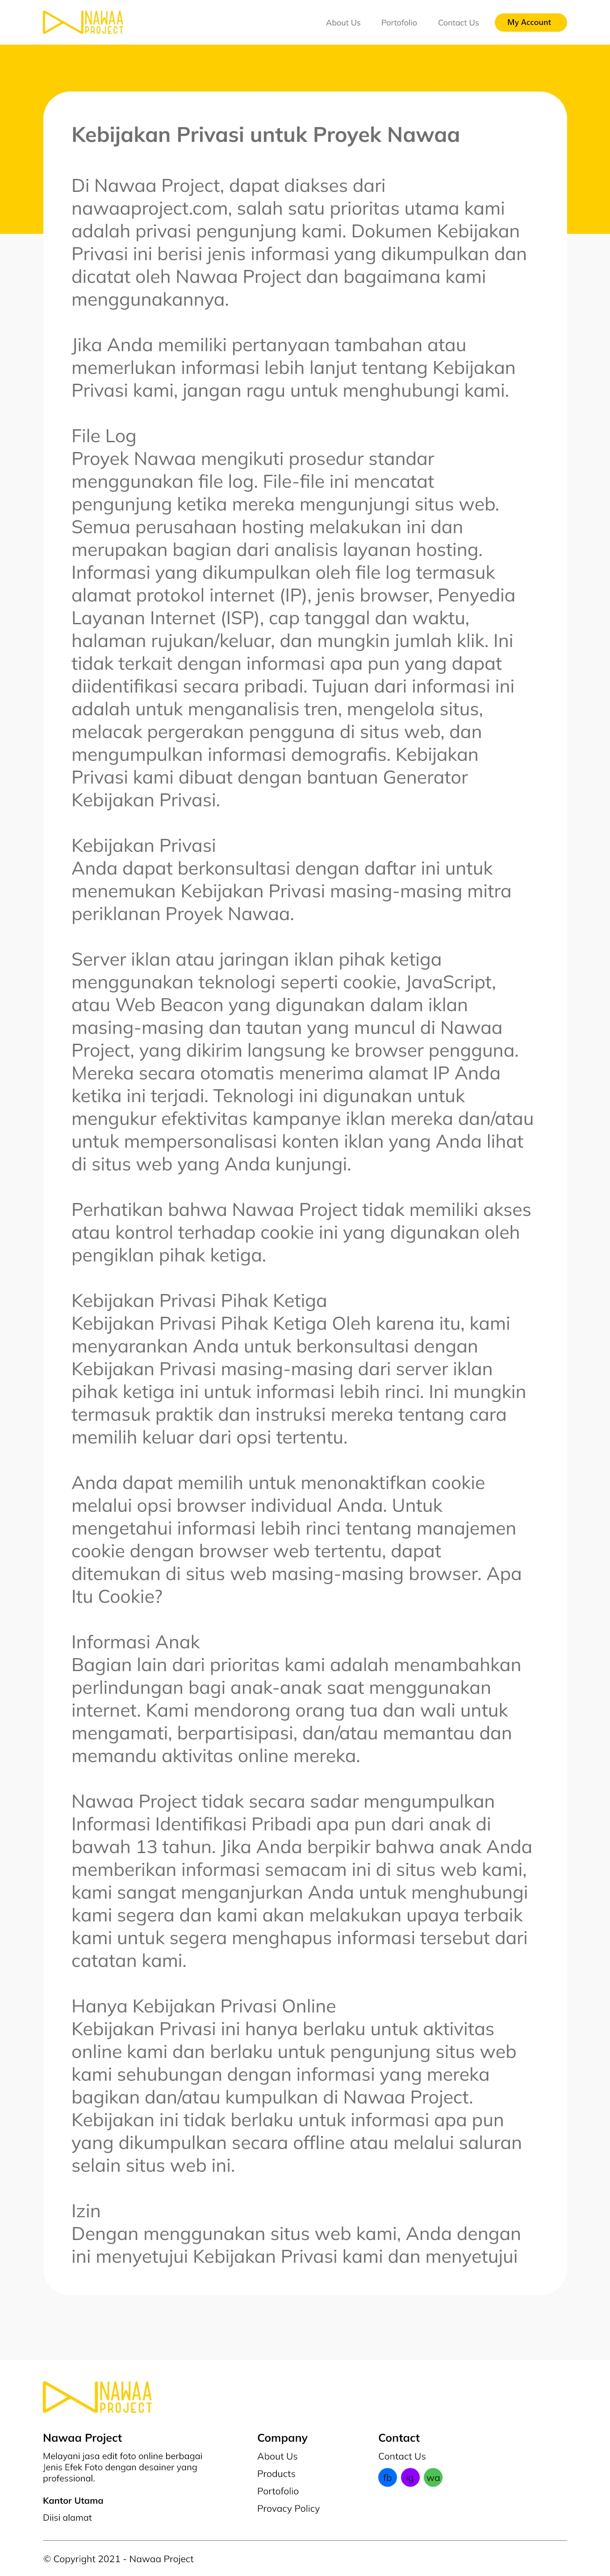 NAWAA
PROJECT
About Us
Portofolio
Contact Us
My Account
Kebijakan Privasi untuk Proyek Nawaa
Di Nawaa Project, dapat diakses dari
nawaaproject.com, salah satu prioritas utama kami
adalah privasi pengunjung kami. Dokumen Kebijakan
Privasi ini berisi jenis informasi yang dikumpulkan dan
dicatat oleh Nawaa Project dan bagaimana kami
menggunakannya.
Jika Anda memiliki pertanyaan tambahan atau
memerlukan informasi lebih lanjut tentang Kebijakan
Privasi kami, jangan ragu untuk menghubungi kami.
File Log
Proyek Nawaa mengikuti prosedur standar
menggunakan file log. File-file ini mencatat
pengunjung ketika mereka mengunjungi situs web.
Semua perusahaan hosting melakukan ini dan
merupakan bagian dari analisis layanan hosting.
Informasi yang dikumpulkan oleh file log termasuk
alamat protokol internet (IP), jenis browser, Penyedia
Layanan Internet (ISP), cap tanggal dan waktu,
halaman rujukan/keluar, dan mungkin jumlah klik. Ini
tidak terkait dengan informasi apa pun yang dapat
diidentifikasi secara pribadi. Tujuan dari informasi ini
adalah untuk menganalisis tren, mengelola situs,
melacak pergerakan pengguna di situs web, dan
mengumpulkan informasi demografis. Kebijakan
Privasi kami dibuat dengan bantuan Generator
Kebijakan Privasi.
Kebijakan Privasi
Anda dapat berkonsultasi dengan daftar ini untuk
menemukan Kebijakan Privasi masing-masing mitra
periklanan Proyek Nawaa.
Server iklan atau jaringan iklan pihak ketiga
menggunakan teknologi seperti cookie, JavaScript,
atau Web Beacon yang digunakan dalam iklan
masing-masing dan tautan yang muncul di Nawaa
Project, yang dikirim langsung ke browser pengguna.
Mereka secara otomatis menerima alamat IP Anda
ketika ini terjadi. Teknologi ini digunakan untuk
mengukur efektivitas kampanye iklan mereka dan/atau
untuk mempersonalisasi konten iklan yang Anda lihat
di situs web yang Anda kunjungi.
Perhatikan bahwa Nawaa Project tidak memiliki akses
atau kontrol terhadap cookie ini yang digunakan oleh
pengiklan pihak ketiga.
Kebijakan Privasi Pihak Ketiga
Kebijakan Privasi Pihak Ketiga Oleh karena itu, kami
menyarankan Anda untuk berkonsultasi dengan
Kebijakan Privasi masing-masing dari server iklan
pihak ketiga ini untuk informasi lebih rinci. Ini mungkin
termasuk praktik dan instruksi mereka tentang cara
memilih keluar dari opsi tertentu.
Anda dapat memilih untuk menonaktifkan cookie
melalui opsi browser individual Anda. Untuk
mengetahui informasi lebih rinci tentang manajemen
cookie dengan browser web tertentu, dapat
ditemukan di situs web masing-masing browser. Apa
Itu Cookie?
Informasi Anak
Bagian lain dari prioritas kami adalah menambahkan
perlindungan bagi anak-anak saat menggunakan
internet. Kami mendorong orang tua dan wali untuk
mengamati, berpartisipasi, dan/atau memantau dan
memandu aktivitas online mereka.
Nawaa Project tidak secara sadar mengumpulkan
Informasi Identifikasi Pribadi apa pun dari anak di
bawah 13 tahun. Jika Anda berpikir bahwa anak Anda
memberikan informasi semacam ini di situs web kami,
kami sangat menganjurkan Anda untuk menghubungi
kami segera dan kami akan melakukan upaya terbaik
kami untuk segera menghapus informasi tersebut dari
catatan kami.
Hanya Kebijakan Privasi Online
Kebijakan Privasi ini hanya berlaku untuk aktivitas
online kami dan berlaku untuk pengunjung situs web
kami sehubungan dengan informasi yang mereka
bagikan dan/atau kumpulkan di Nawaa Project.
Kebijakan ini tidak berlaku untuk informasi apa pun
yang dikumpulkan secara offline atau melalui saluran
selain situs web ini.
Izin
Dengan menggunakan situs web kami, Anda dengan
ini menyetujui Kebijakan Privasi kami dan menyetujui
NAWAA
PROJECT
Nawaa Project
Melayani jasa edit foto online berbagai
Jenis Efek Foto dengan desainer yang
professional.
Kantor Utama
Diisi alamat
Company
About Us
Products
Portofolio
Provacy Policy
Contact
Contact Us
fb
ig
wa
© Copyright 2021 - Nawaa Project